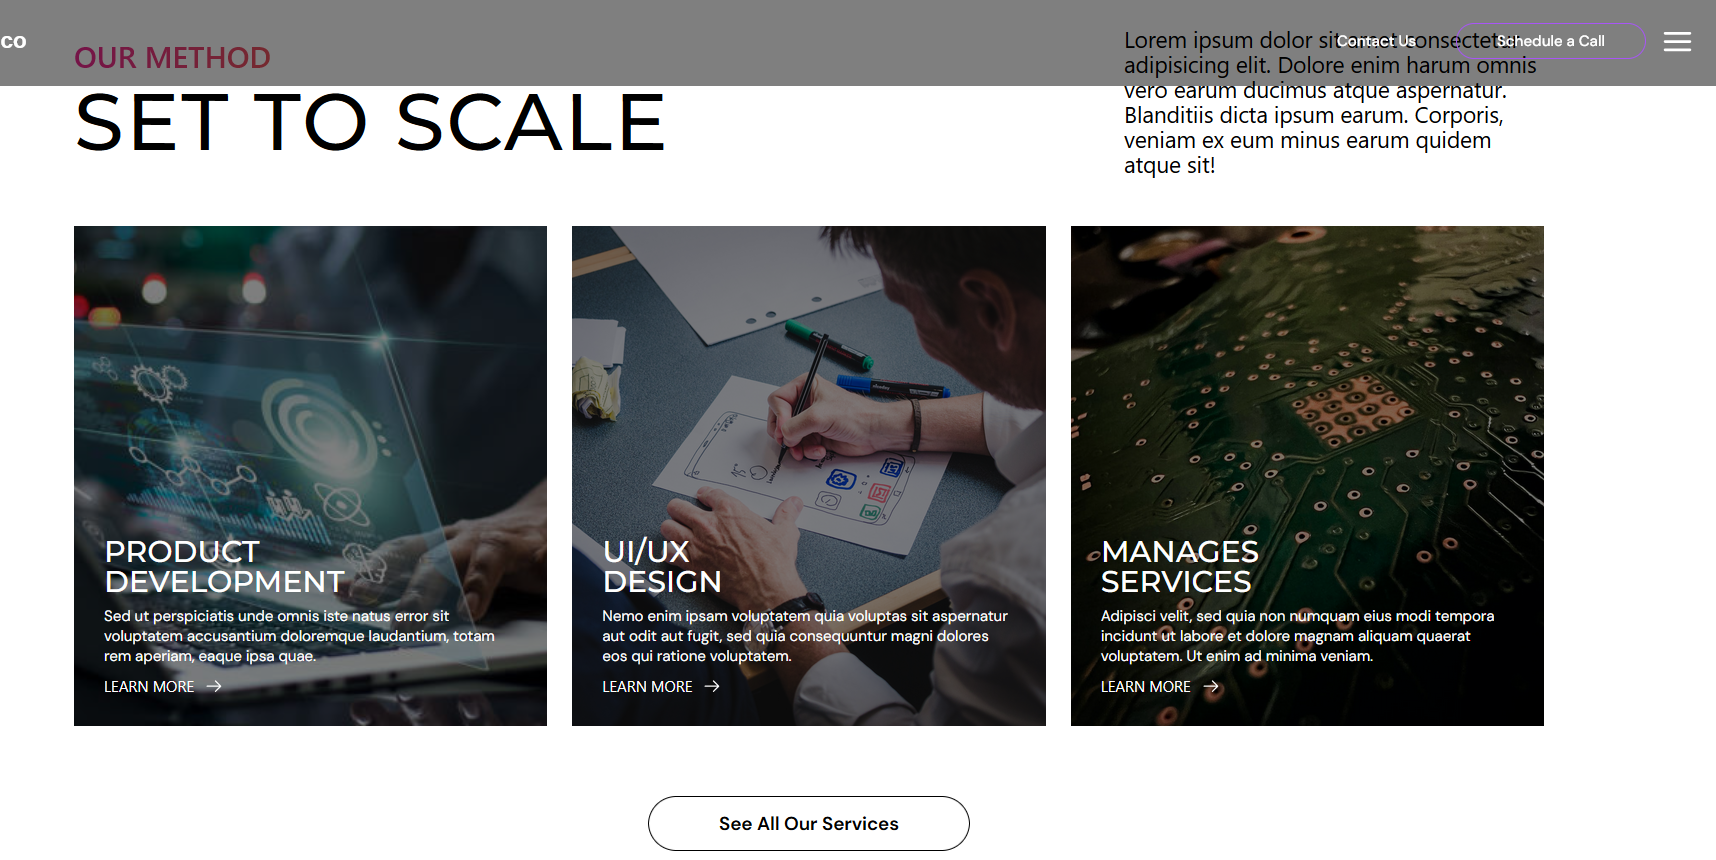 co
Contact Us
Schedule a Call
OUR METHOD
SET TO SCALE
Lorem ipsum dolor sit amet consectetur
adipisicing elit. Dolore enim harum omnis
vero earum ducimus atque aspernatur.
Blanditiis dicta ipsum earum. Corporis,
veniam ex eum minus earum quidem
atque sit!
PRODUCT
DEVELOPMENT
Sed ut perspiciatis unde omnis iste natus error sit
voluptatem accusantium doloremque laudantium, totam
rem aperiam, eaque ipsa quae.
LEARN MORE
UI/UX
DESIGN
Nemo enim ipsam voluptatem quia voluptas sit aspernatur
aut odit aut fugit, sed quia consequuntur magni dolores
eos qui ratione voluptatem.
LEARN MORE
MANAGES
SERVICES
Adipisci velit, sed quia non numquam eius modi tempora
incidunt ut labore et dolore magnam aliquam quaerat
voluptatem. Ut enim ad minima veniam.
LEARN MORE
See All Our Services